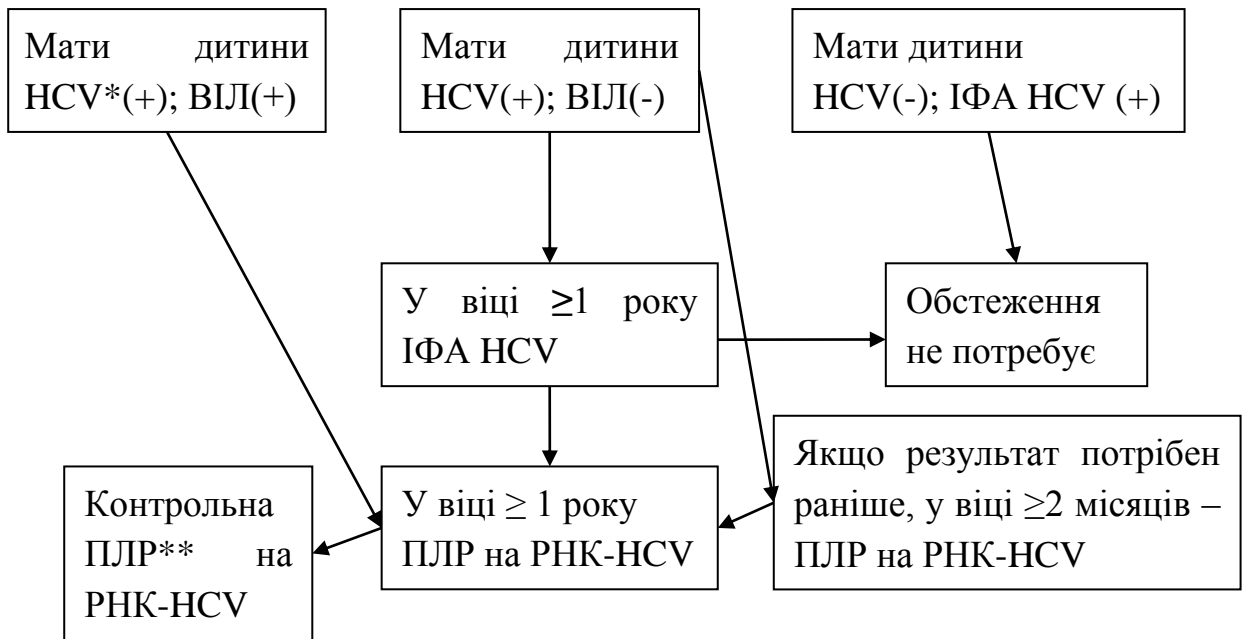 Мати дитини
HCV*(+); ВІЛ(+)
Мати дитини
HCV(+); ВІЛ(-)
Мати дитини
HCV(-); ІФА HCV (+)
У віці ≥1 року
ІФА HCV
Обстеження
не потребує
Контрольна
ПЛР** на
РНК-HCV
У віці ≥ 1 року
ПЛР на РНК-HCV
Якщо результат потрібен
раніше, у віці ≥2 місяців –
ПЛР на РНК-HCV